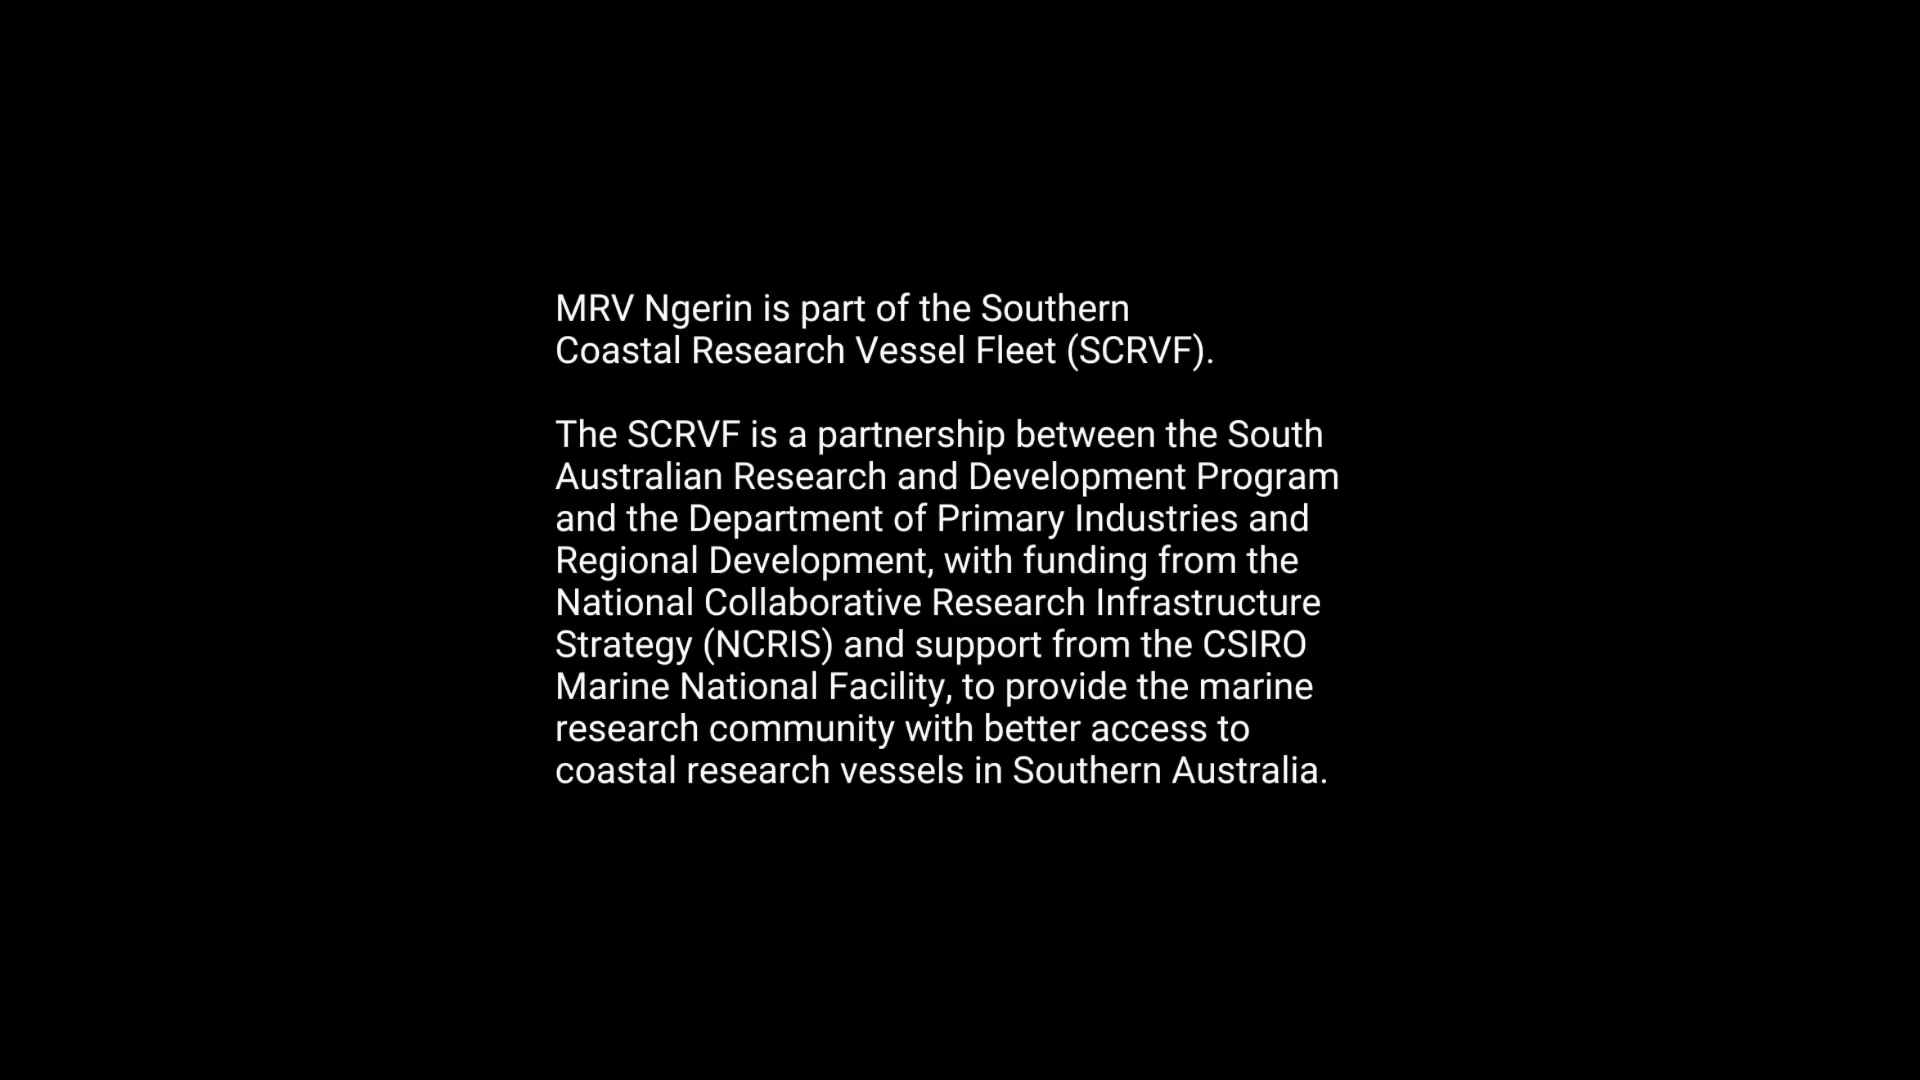 MRV Ngerin is part of the Southern
Coastal Research Vessel Fleet (SCRVF).
The SCRVF is a partnership between the South
Australian Research and Development Program
and the Department of Primary Industries and
Regional Development, with funding from the
National Collaborative Research Infrastructure
Strategy (NCRIS) and support from the CSIRO
Marine National Facility, to provide the marine
research community with better access to
coastal research vessels in Southern Australia.